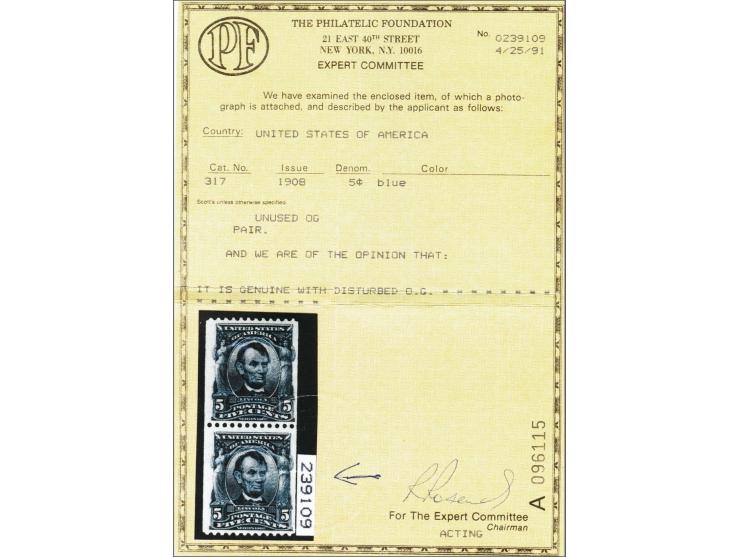 PF
THE PHILATELIC FOUNDATION
21 EAST 40TH STREET
NEW YORK, N.Y. 10016
EXPERT COMMITTEE
No. 0239109
4/25/91
We have examined the enclosed item, of which a photo-
graph is attached, and described by the applicant as follows:
Country: UNITED STATES OF AMERICA
Cat. No. Issue Denom. Color
317 1908 5¢ blue
Scott's unless otherwise specified
UNUSED OG
PAIR.
AND WE ARE OF THE OPINION THAT:
IT IS GENUINE WITH DISTURBED O.G. - - - - - - - - -
- - - - - - - - - -
UNITED STATES
OF AMERICA
LINCOLN
5 POSTAGE 5
FIVE CENTS
UNITED STATES
OF AMERICA
LINCOLN
5 POSTAGE 5
FIVE CENTS
239109
A 096115
For The Expert Committee
Chairman
ACTING